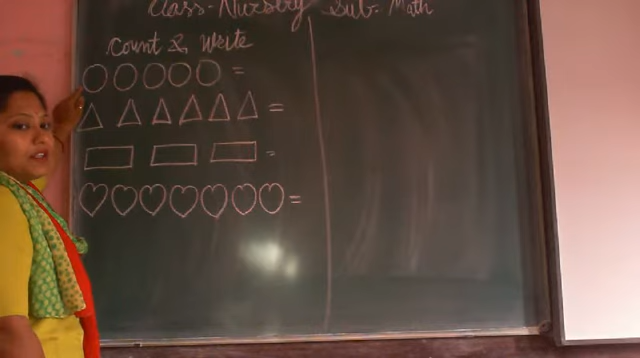 Class-Nursery Sub. Math
Count & Write
=
=
=
=